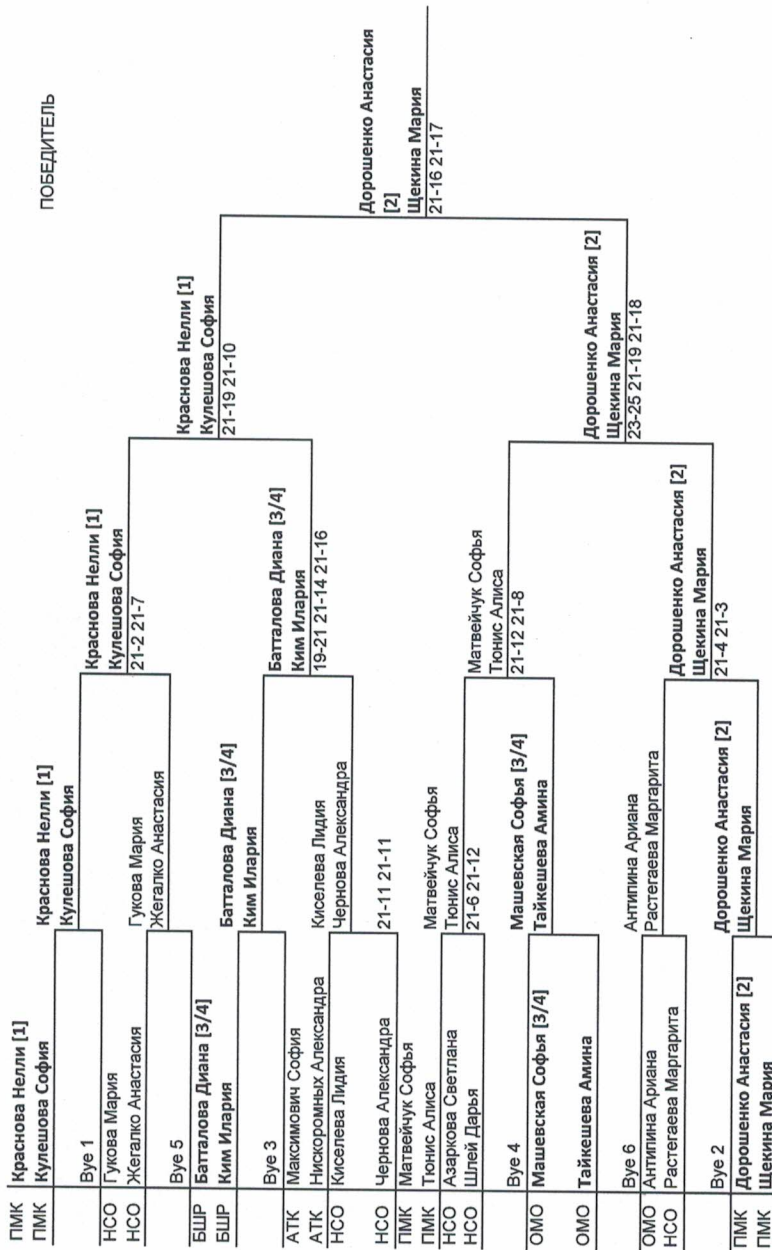 ПОБЕДИТЕЛЬ
ПМК Краснова Нелли [1]
ПМК Кулешова София
Bye 1
НСО Гукова Мария
НСО Жегалко Анастасия
Bye 5
БШР Батталова Диана [3/4]
БШР Ким Илария
Bye 3
АТК Максимович София
АТК Нискоромных Александра
НСО Киселева Лидия
НСО Чернова Александра
ПМК Матвейчук Софья
ПМК Тюнис Алиса
НСО Азаркова Светлана
НСО Шлей Дарья
Bye 4
ОМО Машевская Софья [3/4]
ОМО Тайкешева Амина
Bye 6
ОМО Антипина Ариана
НСО Растегаева Маргарита
Bye 2
ПМК Дорошенко Анастасия [2]
ПМК Щекина Мария
Краснова Нелли [1]
Кулешова София
Гукова Мария
Жегалко Анастасия
Батталова Диана [3/4]
Ким Илария
Киселева Лидия
Чернова Александра
21-11 21-11
Матвейчук Софья
Тюнис Алиса
21-6 21-12
Машевская Софья [3/4]
Тайкешева Амина
Антипина Ариана
Растегаева Маргарита
Дорошенко Анастасия [2]
Щекина Мария
Краснова Нелли [1]
Кулешова София
21-2 21-7
Батталова Диана [3/4]
Ким Илария
19-21 21-14 21-16
Матвейчук Софья
Тюнис Алиса
21-12 21-8
Дорошенко Анастасия [2]
Щекина Мария
21-4 21-3
Краснова Нелли [1]
Кулешова София
21-19 21-10
Дорошенко Анастасия [2]
Щекина Мария
23-25 21-19 21-18
Дорошенко Анастасия
[2]
Щекина Мария
21-16 21-17